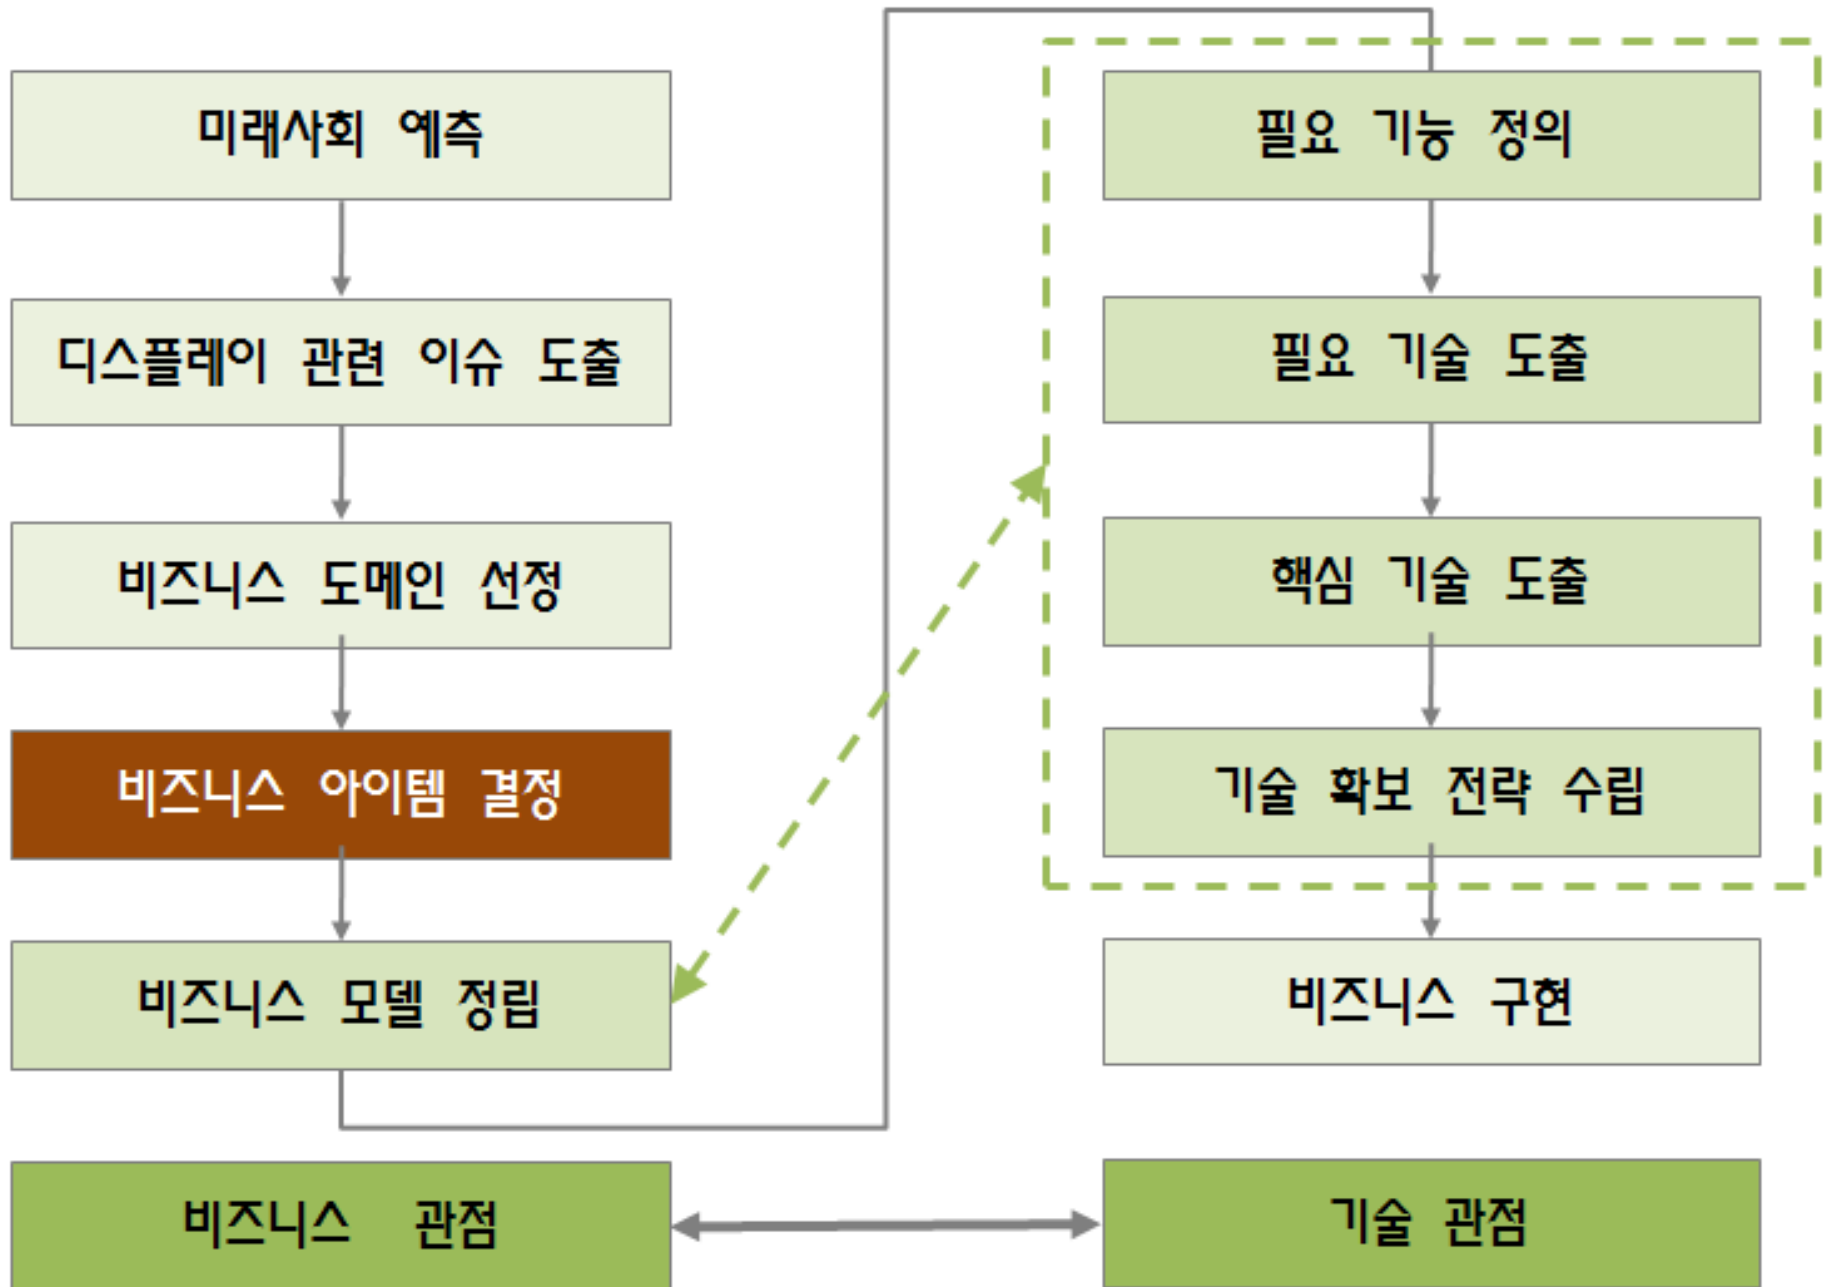 미래사회 예측
디스플레이 관련 이슈 도출
비즈니스 도메인 선정
비즈니스 아이템 결정
비즈니스 모델 정립
비즈니스 관점
필요 기능 정의
필요 기술 도출
핵심 기술 도출
기술 확보 전략 수립
비즈니스 구현
기술 관점